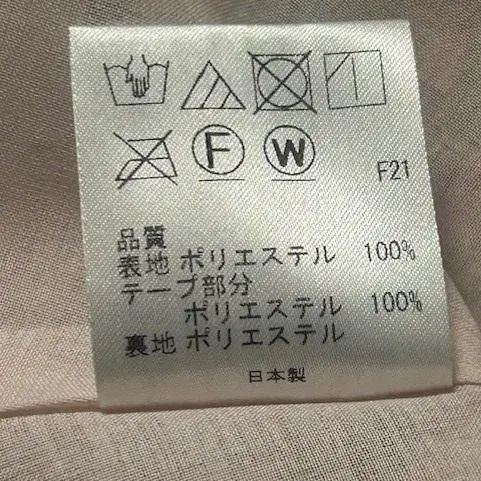 F W
F21
品質
表地 ポリエステル 100%
テープ部分
ポリエステル 100%
裏地 ポリエステル
日本製